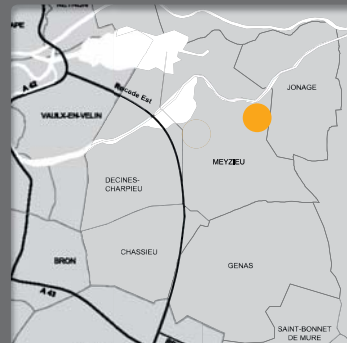 JONAGE
A 42
Rocade Est
VAULX-EN-VELIN
MEYZIEU
DECINES-
CHARPIEU
CHASSIEU
BRON
GENAS
A 43
SAINT-BONNET
DE MURE